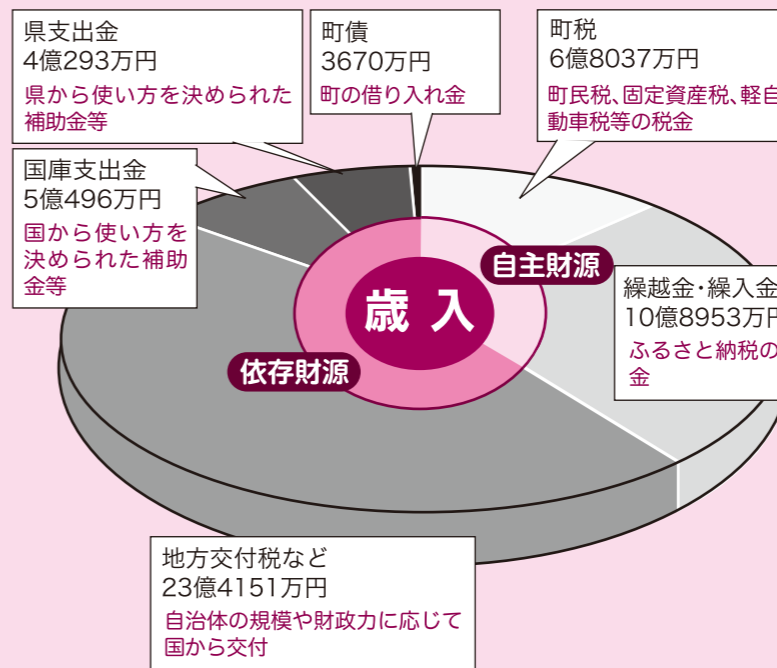 県支出金
4億293万円
県から使い方を決められた
補助金等
町債
3670万円
町の借り入れ金
町税
6億8037万円
町民税、固定資産税、軽自
動車税等の税金
国庫支出金
5億496万円
国から使い方を
決められた補助
金等
自主財源
歳入
依存財源
繰越金・繰入金
10億8953万円
ふるさと納税の
金
地方交付税など
23億4151万円
自治体の規模や財政力に応じて
国から交付